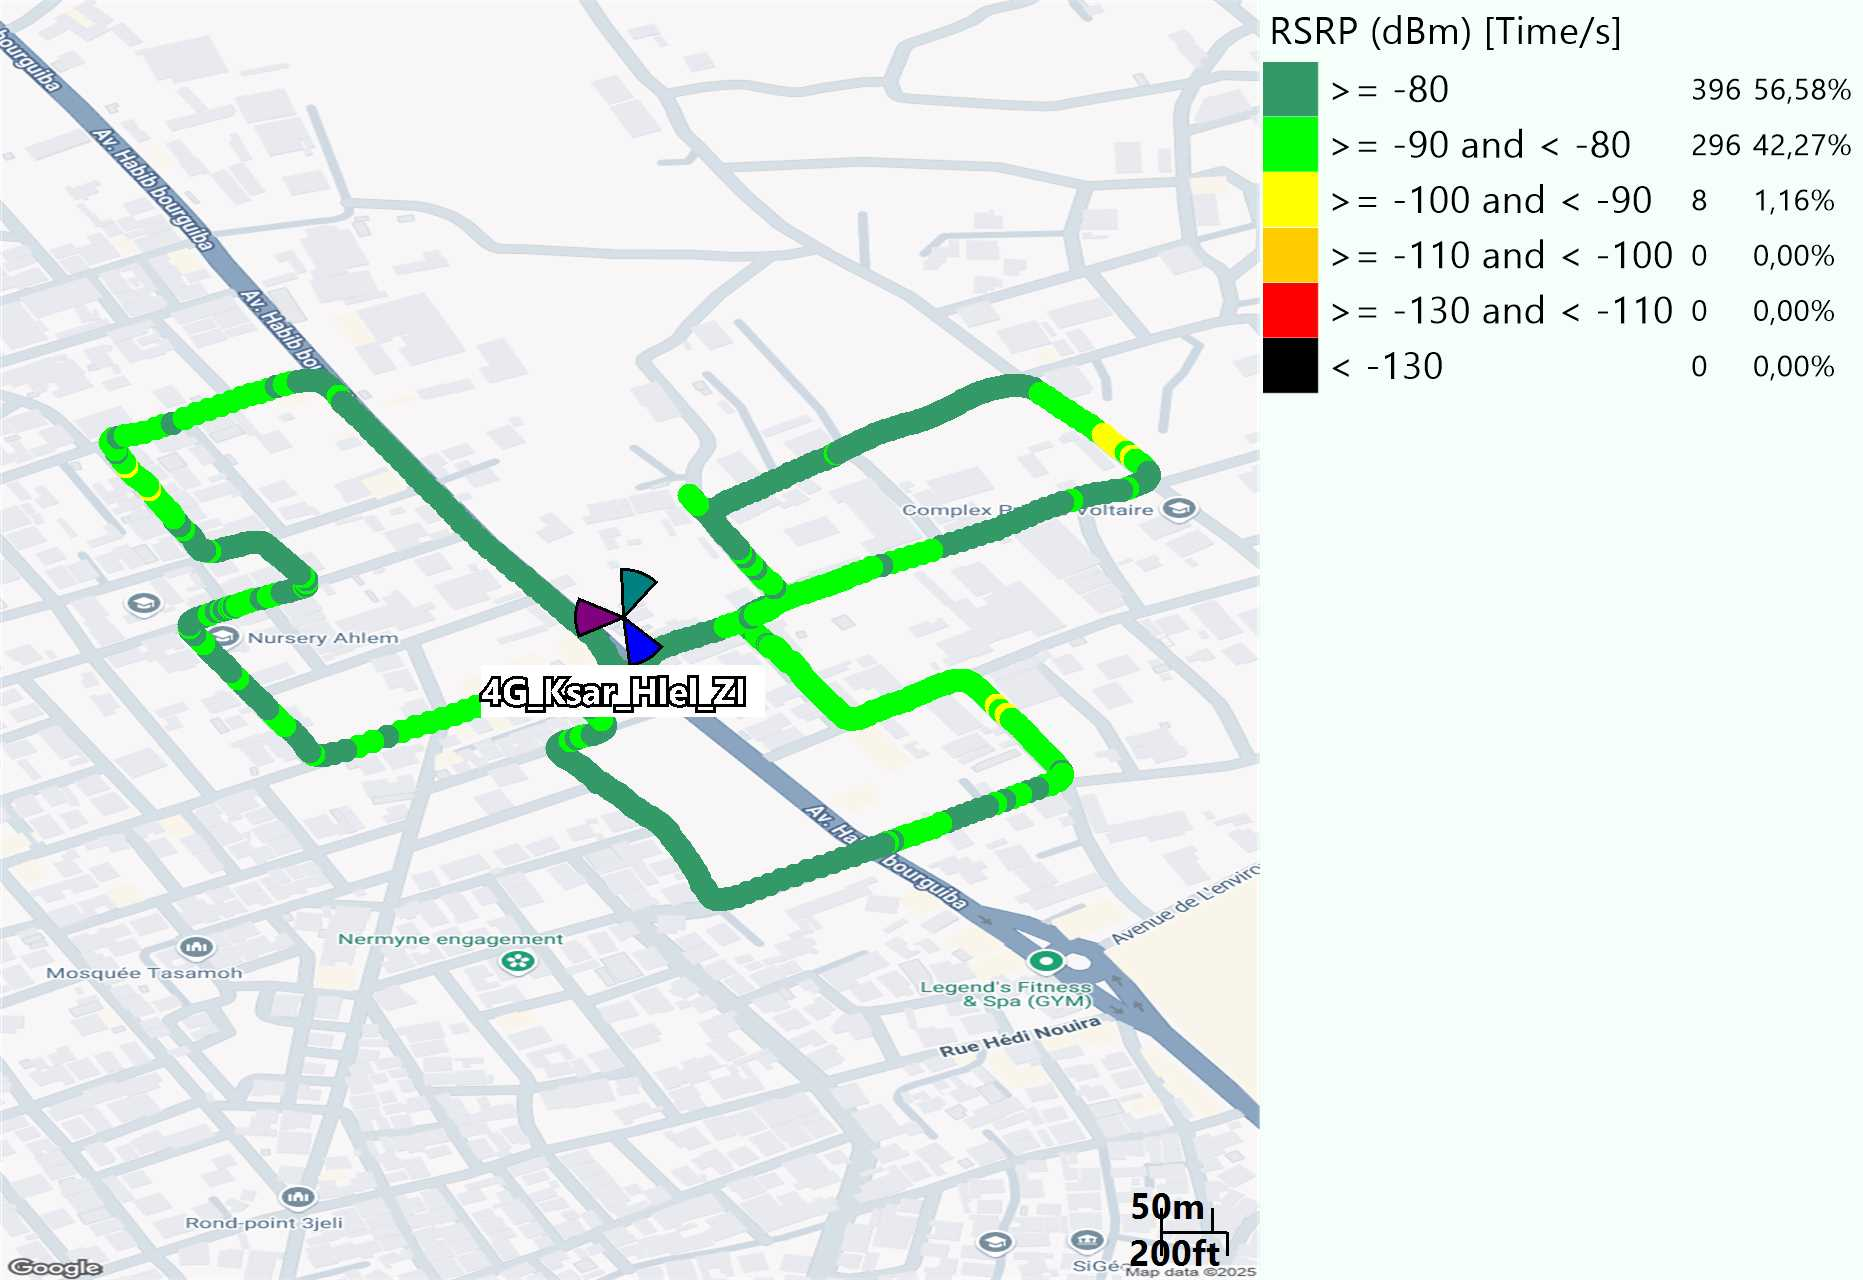 RSRP (dBm) [Time/s]
>= -80 396 56,58%
>= -90 and < -80 296 42,27%
>= -100 and < -90 8 1,16%
>= -110 and < -100 0 0,00%
>= -130 and < -110 0 0,00%
< -130 0 0,00%
bourguiba
Av. Habib bourguiba
Av. Habib bou
Complex P Voltaire
Nursery Ahlem
4G_Ksar_Hlel_ZI
Av. Ha bourguiba
Avenue de L'enviro
Nermyne engagement
Mosquée Tasamoh
Legend's Fitness
& Spa (GYM)
Rue Hédi Nouira
Rond-point 3jeli
50m
200ft
SiGé
Google
Map data ©2025